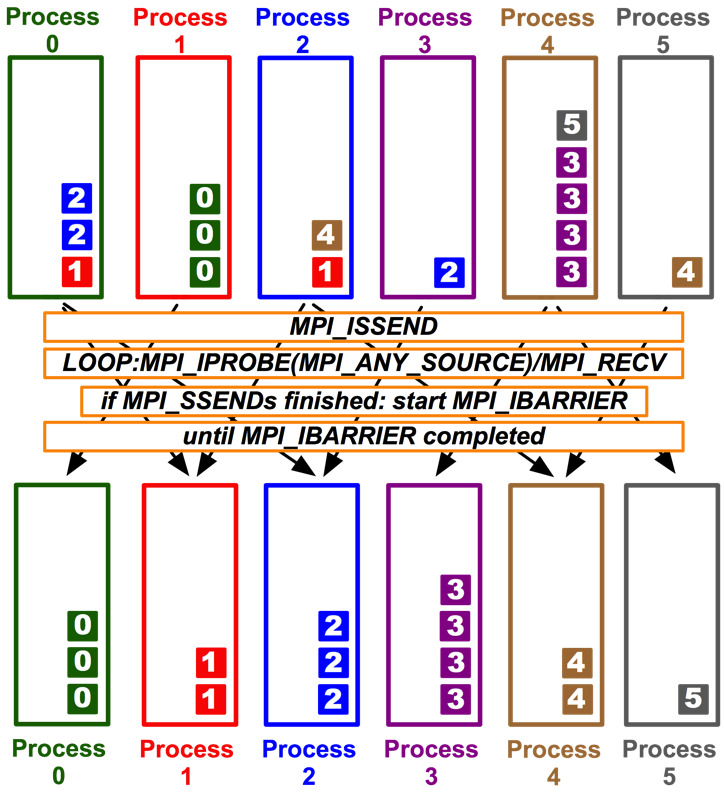 Process Process Process Process Process Process
0 1 2 3 4 5
5
2 0 3
2 0 4 3
1 0 1 2 3 4
3
MPI_ISSEND
LOOP:MPI_IPROBE(MPI_ANY_SOURCE)/MPI_RECV
if MPI_SSENDs finished: start MPI_IBARRIER
until MPI_IBARRIER completed
3
0 2 3
0 1 2 3 4
0 1 2 3 4 5
Process Process Process Process Process Process
0 1 2 3 4 5